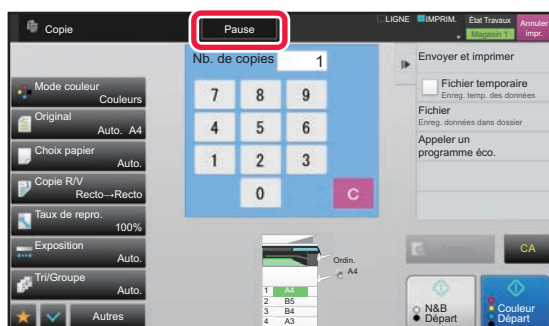 Copie
Pause
LIGNE
IMPRIM.
État Travaux
Magasin 1
Annuler
impr.
Nb. de copies
1
7 8 9
4 5 6
1 2 3
0 C
Mode couleur
Couleurs
Original
Auto. A4
Choix papier
Auto.
Copie R/V
Recto→Recto
Taux de repro.
100%
Exposition
Auto.
Tri/Groupe
Auto.
Autres
Ordin.
A4
1 A4
2 B5
3 B4
4 A3
Envoyer et imprimer
Fichier temporaire
Enreg. temp. des données
Fichier
Enreg. données dans dossier
Appeler un
programme éco.
CA
N&B
Départ
Couleur
Départ